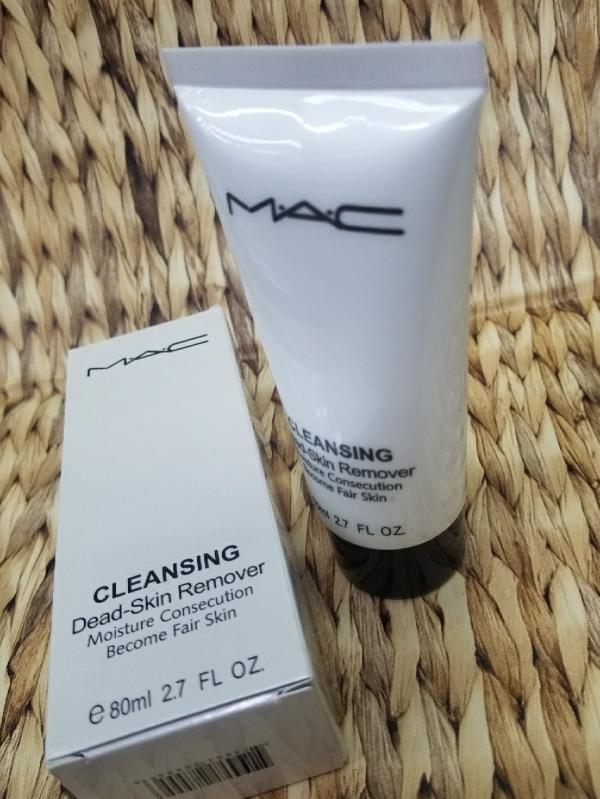 M·A·C
CLEANSING
Dead-Skin Remover
Moisture Consecution
Become Fair Skin
2.7 FL OZ.
M·A·C
CLEANSING
Dead-Skin Remover
Moisture Consecution
Become Fair Skin
e 80ml 2.7 FL OZ.